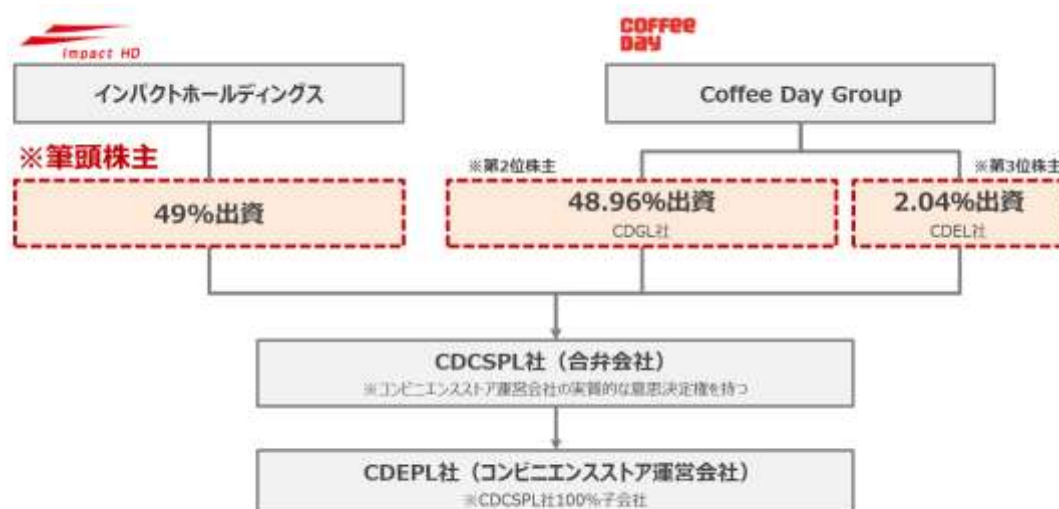 Impact HD
COFFEE
DAY
インパクトホールディングス
Coffee Day Group
※筆頭株主
※第2位株主
※第3位株主
49%出資
48.96%出資
CDGL社
2.04%出資
CDEL社
CDCSPL社（合弁会社）
※コンビニエンスストア運営会社の実質的な意思決定権を持つ
CDEPL社（コンビニエンスストア運営会社）
※CDCSPL社100%子会社